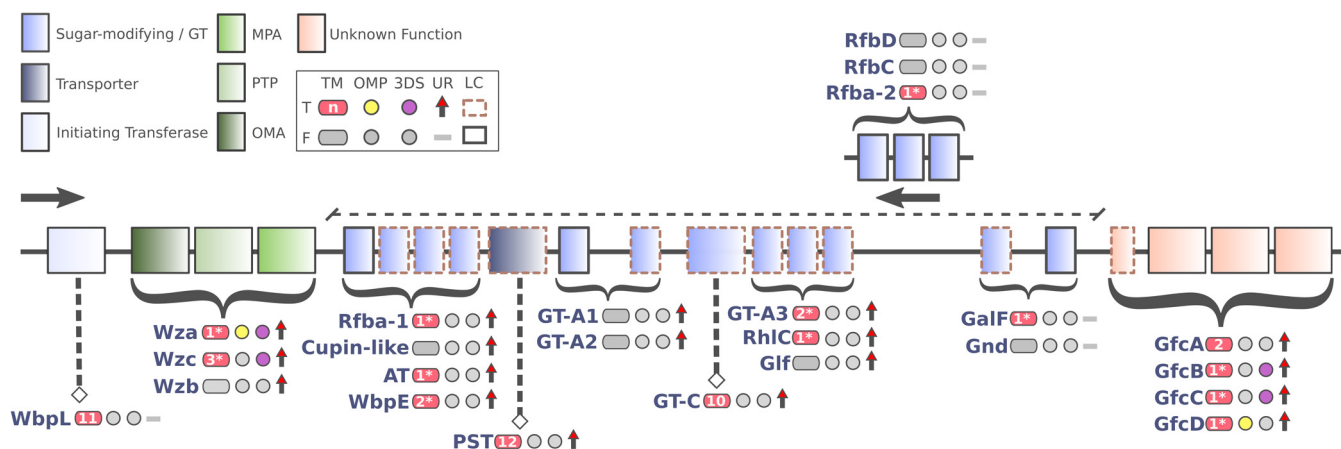 Sugar-modifying / GT
MPA
Unknown Function
Transporter
PTP
Initiating Transferase
OMA
TM OMP 3DS UR LC
T n
F
RfbD
RfbC
Rfba-2 1*
Wza 1*
Wzc 3*
Wzb
WbpL 11
Rfba-1 1*
Cupin-like
AT 1*
WbpE 2*
PST 12
GT-A1
GT-A2
GT-A3 2*
RhlC 1*
Glf
GT-C 10
GalF 1*
Gnd
GfcA 2
GfcB 1*
GfcC 1*
GfcD 1*